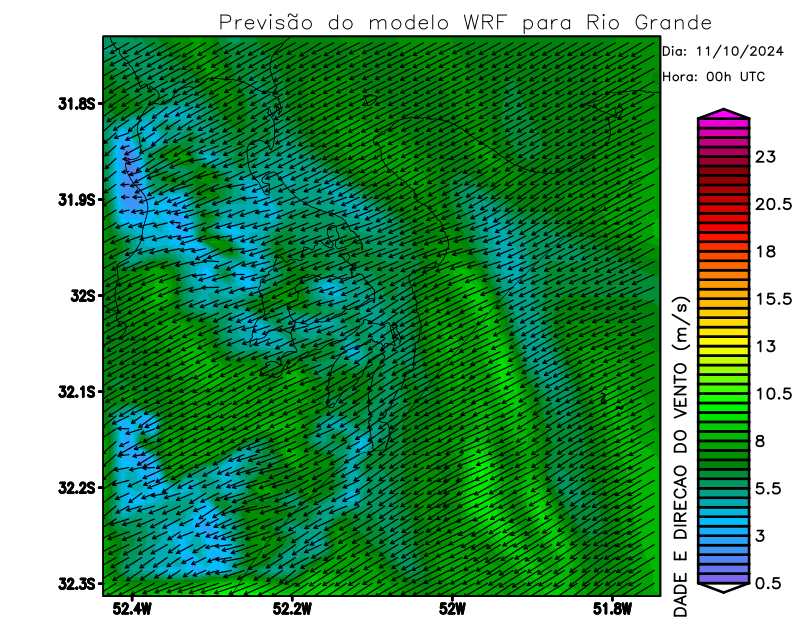 Previsão do modelo WRF para Rio Grande
Dia: 11/10/2024
Hora: 00h UTC
31.8S
31.9S
32S
32.1S
32.2S
32.3S
52.4W
52.2W
52W
51.8W
23
20.5
18
15.5
13
10.5
8
5.5
3
0.5
DADE E DIRECAO DO VENTO (m/s)